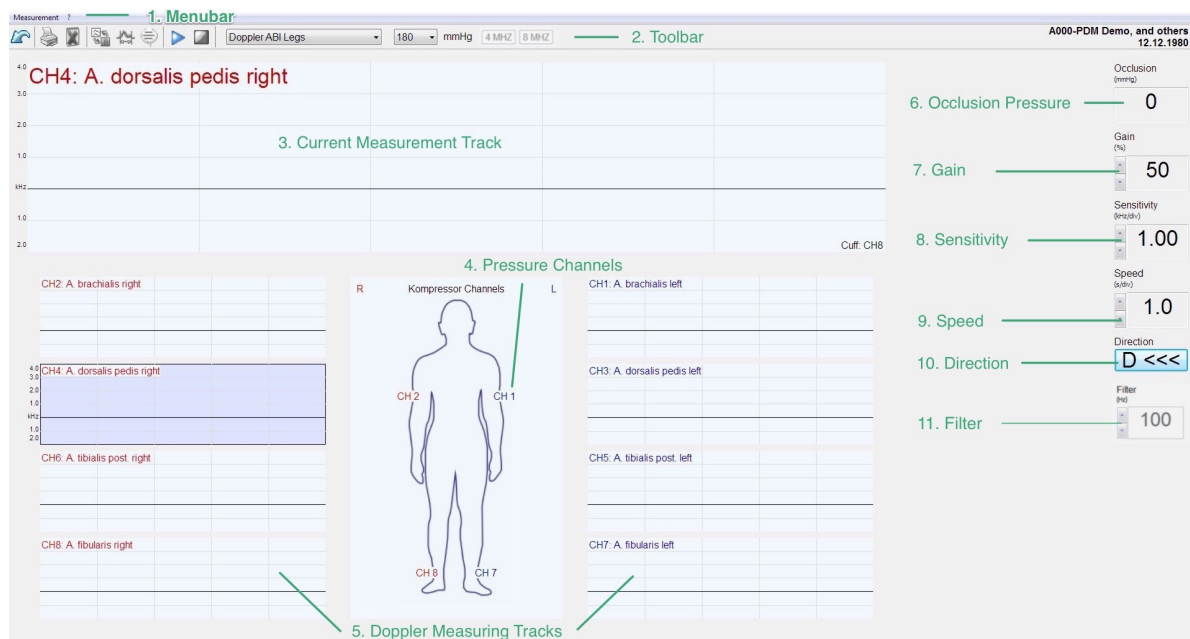 Measurement ?
1. Menubar
Doppler ABI Legs 180 mmHg 4 MHZ 8 MHZ
2. Toolbar
A000-PDM Demo, and others
12.12.1980
CH4: A. dorsalis pedis right
4.0
3.0
2.0
1.0
kHz
1.0
2.0
3. Current Measurement Track
Cuff: CH8
Occlusion
(mmHg)
0
6. Occlusion Pressure
Gain
(%)
50
7. Gain
Sensitivity
(kHz/div)
1.00
8. Sensitivity
Speed
(s/div)
1.0
9. Speed
Direction
D <<<
10. Direction
Filter
(Hz)
100
11. Filter
4. Pressure Channels
CH2: A. brachialis right
4.0
3.0
2.0
1.0
kHz
1.0
2.0
CH4: A. dorsalis pedis right
CH6: A. tibialis post. right
CH8: A. fibularis right
R Kompressor Channels L
CH 2 CH 1
CH 8 CH 7
CH1: A. brachialis left
CH3: A. dorsalis pedis left
CH5: A. tibialis post. left
CH7: A. fibularis left
5. Doppler Measuring Tracks